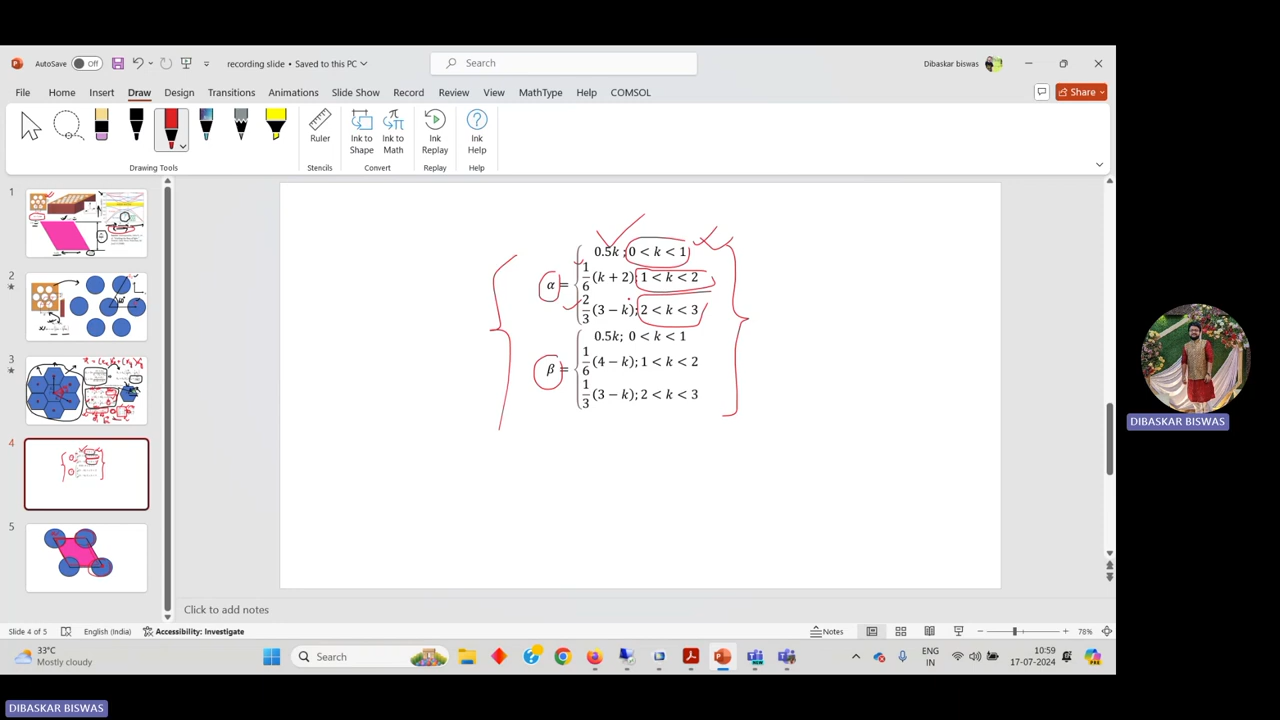 AutoSave Off recording slide • Saved to this PC Search Dibaskar biswas
File Home Insert Draw Design Transitions Animations Slide Show Record Review View MathType Help COMSOL Share
Ruler Ink to Shape Ink to Math Ink Replay Ink Help
Drawing Tools Stencils Convert Replay Help
1
2
3
4
5
α = { 0.5k ; 0 < k < 1
1/6 (k + 2); 1 < k < 2
2/3 (3 − k); 2 < k < 3
β = { 0.5k; 0 < k < 1
1/6 (4 − k); 1 < k < 2
1/3 (3 − k); 2 < k < 3
DIBASKAR BISWAS
Click to add notes
Slide 4 of 5 English (India) Accessibility: Investigate Notes 78%
33°C
Mostly cloudy
Search
ENG
IN
10:59
17-07-2024
DIBASKAR BISWAS